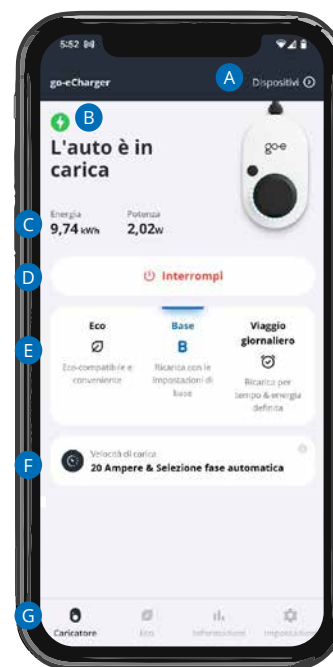 5:52
go-eCharger
A
Dispositivi
B
L'auto è in
carica
go-e
Energia
Potenza
C
9,74 kWh
2,02w
D
Interrompi
Eco
Base
Viaggio
giornaliero
B
E
Eco-compatibile e
conveniente
Ricarica con le
impostazioni di
base
Ricarica per
tempo & energia
definita
F
Velocità di carica
20 Ampere & Selezione fase automatica
G
Caricatore
Eco
Informazioni
Impostazioni